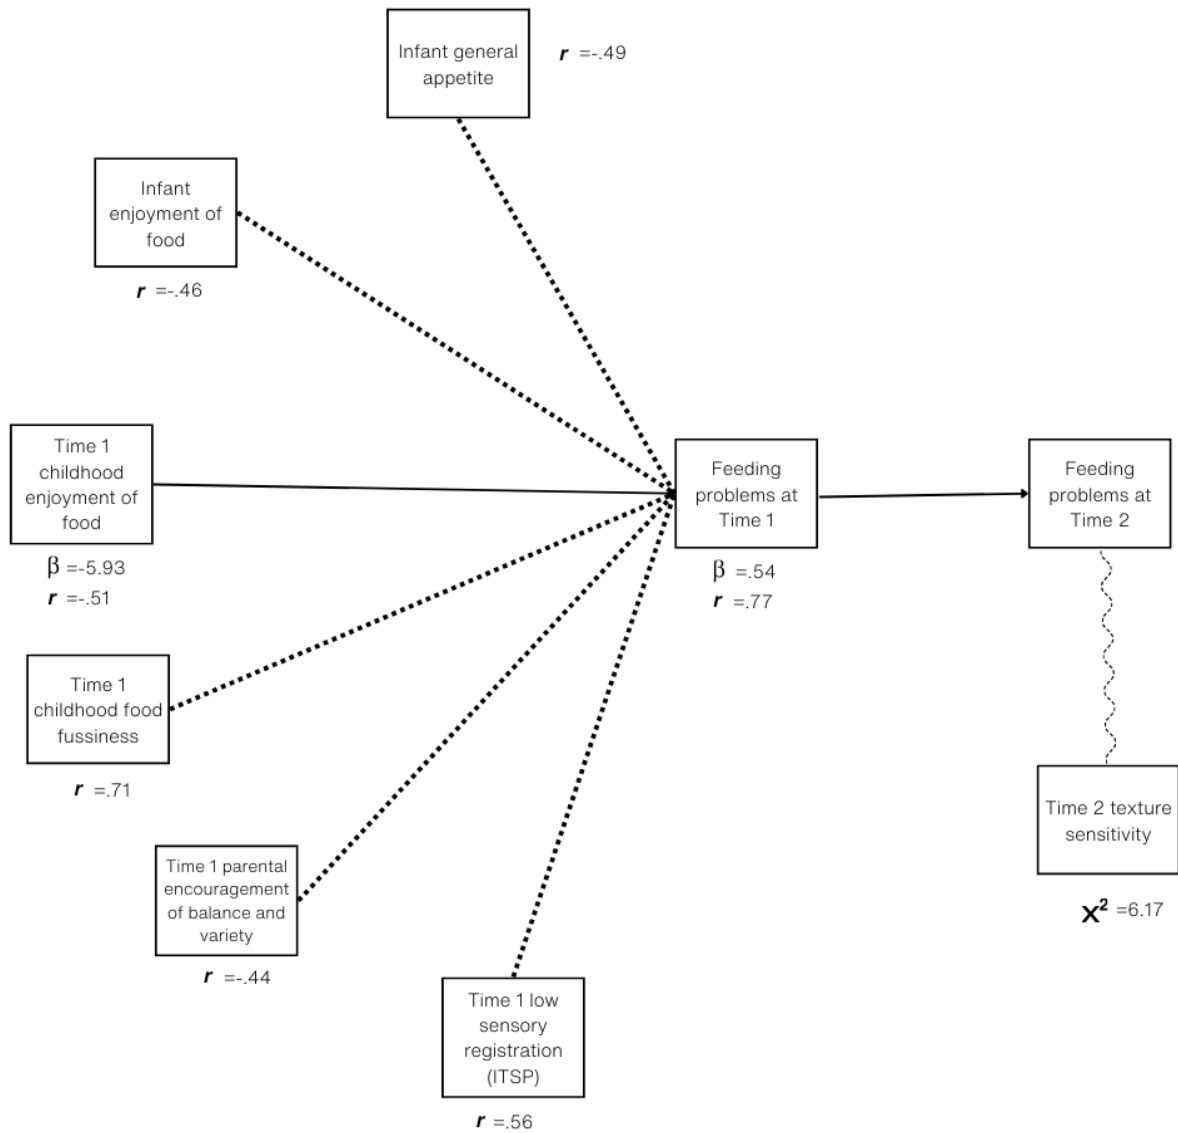 Infant general
appetite
r =-.49
Infant
enjoyment of
food
r =-.46
Time 1
childhood
enjoyment of
food
β =-5.93
r =-.51
Feeding
problems at
Time 1
β =.54
r =.77
Feeding
problems at
Time 2
Time 1
childhood food
fussiness
r =.71
Time 2 texture
sensitivity
X² =6.17
Time 1 parental
encouragement
of balance and
variety
r =-.44
Time 1 low
sensory
registration
(ITSP)
r =.56